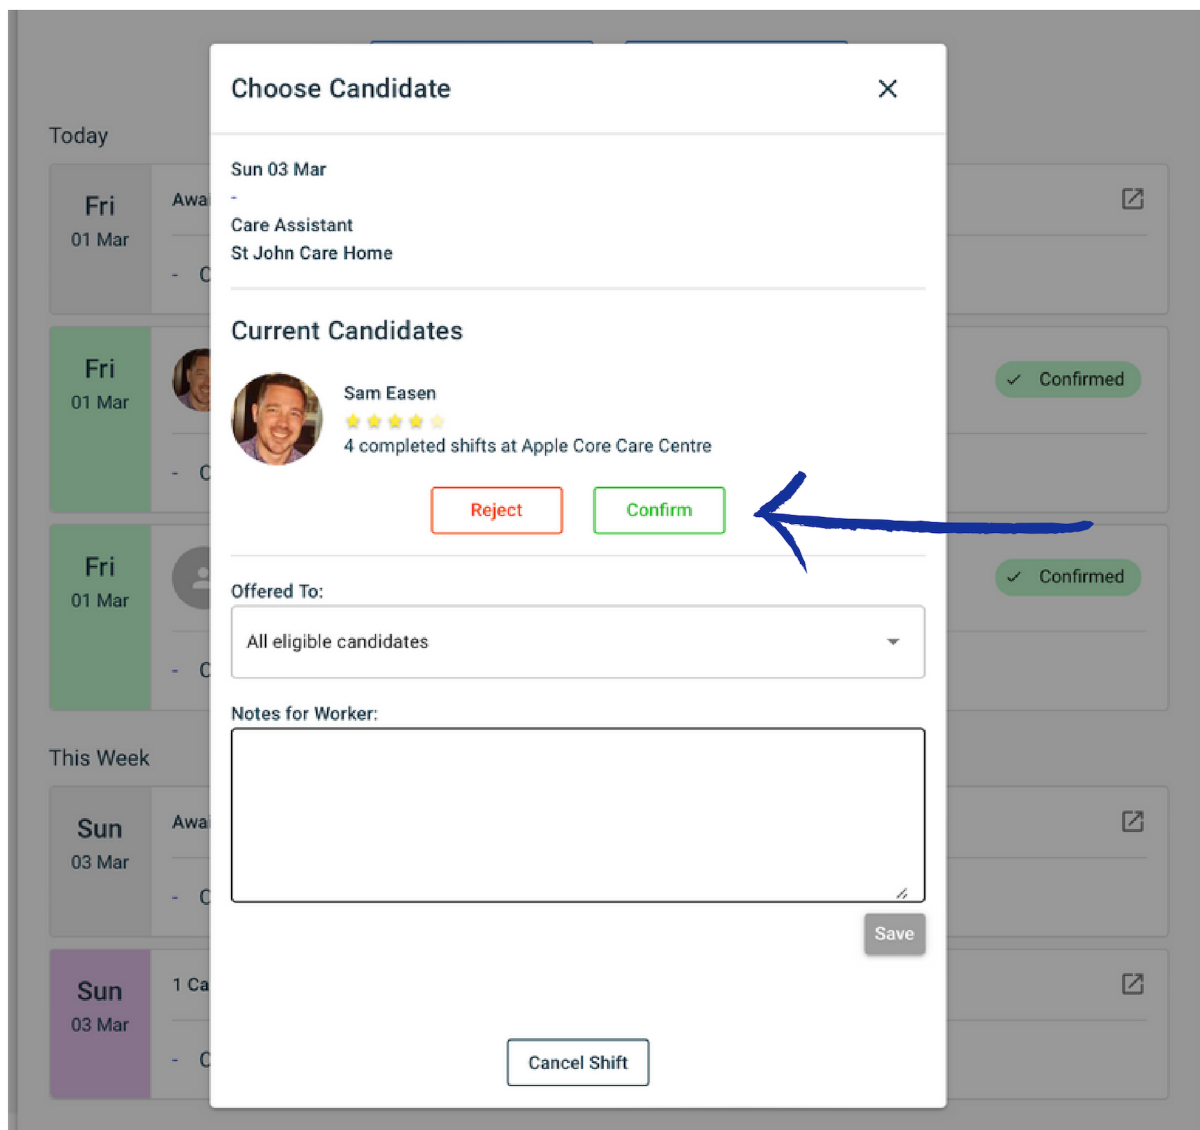 Choose Candidate
Sun 03 Mar
-
Care Assistant
St John Care Home
Current Candidates
Sam Easen
4 completed shifts at Apple Core Care Centre
Reject
Confirm
Offered To:
All eligible candidates
Notes for Worker:
Save
Cancel Shift
Today
Fri
01 Mar
-
Fri
01 Mar
Confirmed
-
Fri
01 Mar
Confirmed
-
This Week
Sun
03 Mar
-
Sun
03 Mar
1 Ca
-